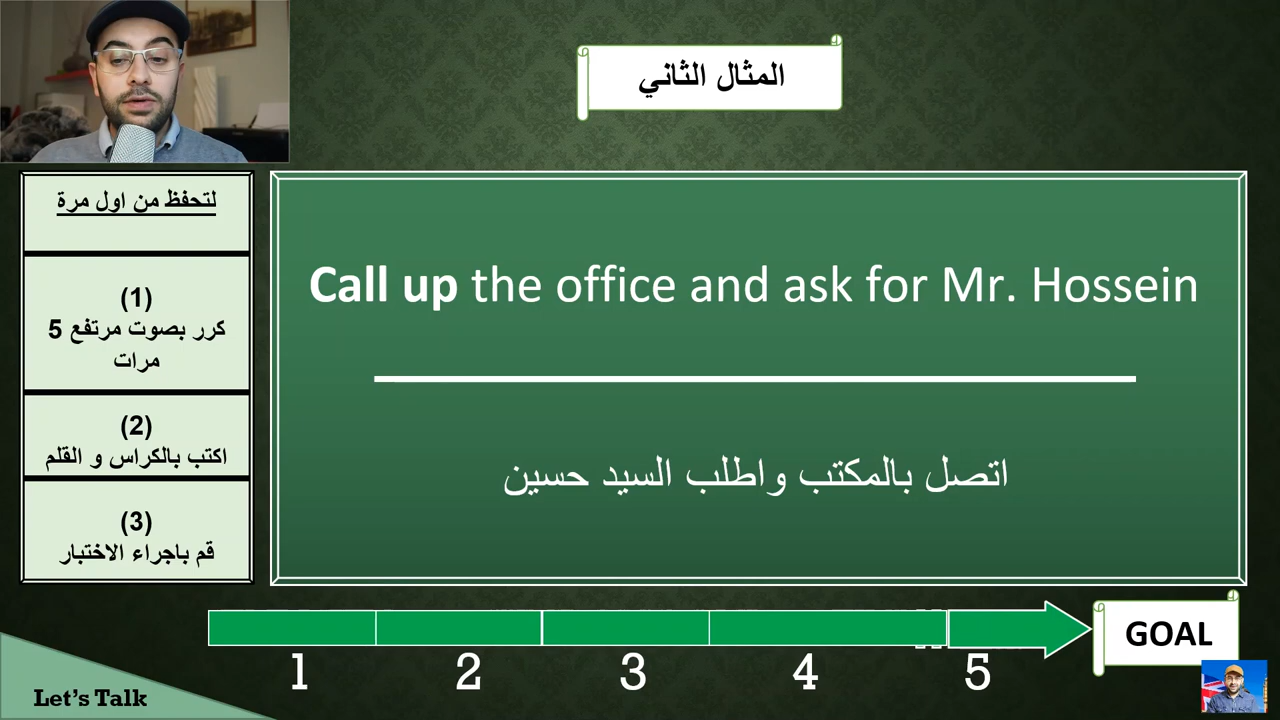 المثال الثاني
لتحفظ من اول مرة
(1)
كرر بصوت مرتفع 5
مرات
(2)
اكتب بالكراس و القلم
(3)
قم باجراء الاختبار
Call up the office and ask for Mr. Hossein
اتصل بالمكتب واطلب السيد حسين
1 2 3 4 5
GOAL
Let's Talk